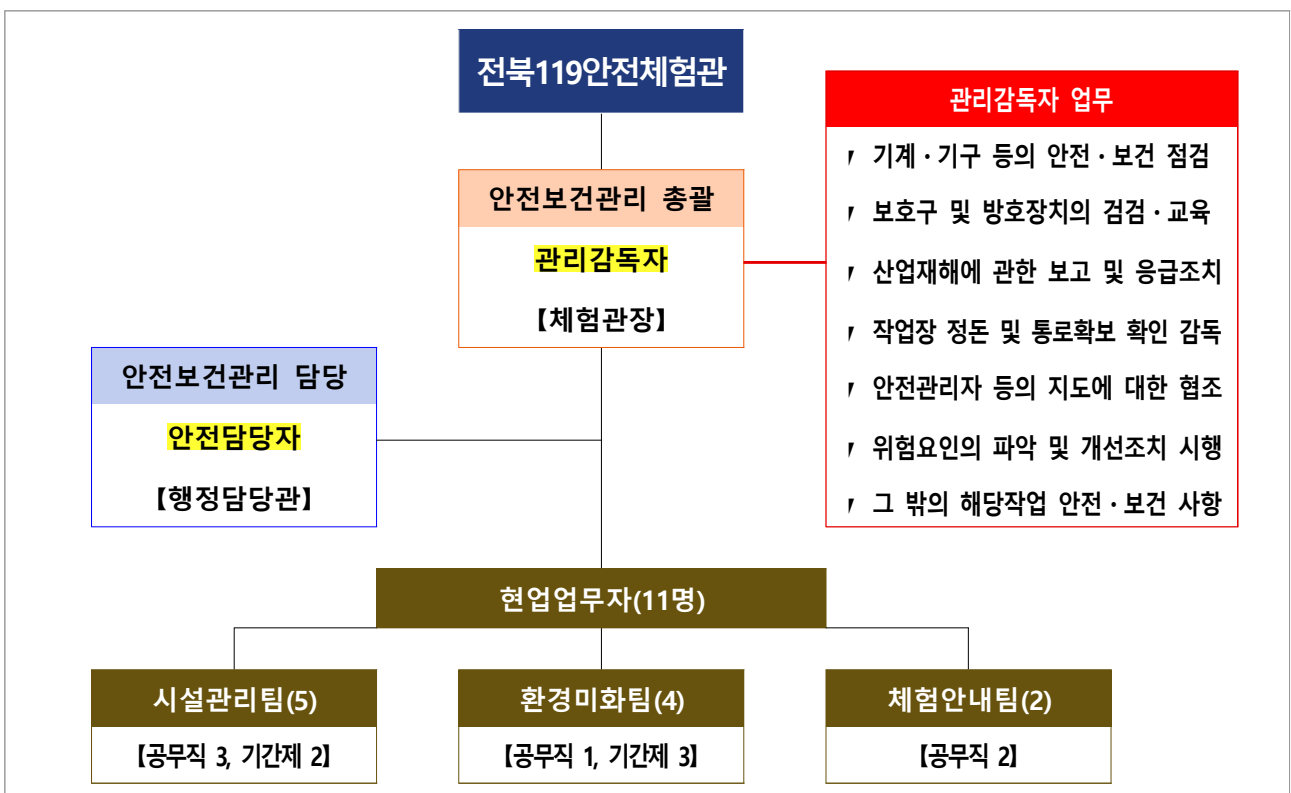 전북119안전체험관
안전보건관리 총괄
관리감독자
【체험관장】
관리감독자 업무
기계·기구 등의 안전·보건 점검
보호구 및 방호장치의 검검·교육
산업재해에 관한 보고 및 응급조치
작업장 정돈 및 통로확보 확인 감독
안전관리자 등의 지도에 대한 협조
위험요인의 파악 및 개선조치 시행
그 밖의 해당작업 안전·보건 사항
안전보건관리 담당
안전담당자
【행정담당관】
현업업무자(11명)
시설관리팀(5)
【공무직 3, 기간제 2】
환경미화팀(4)
【공무직 1, 기간제 3】
체험안내팀(2)
【공무직 2】